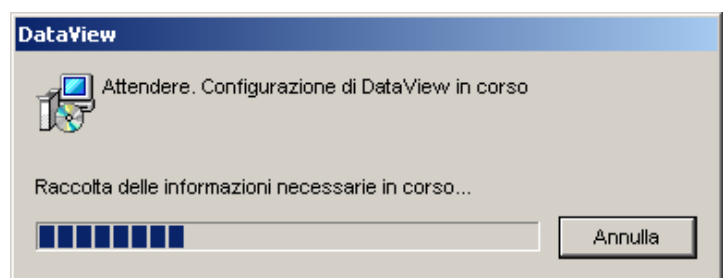 DataView
Attendere. Configurazione di DataView in corso
Raccolta delle informazioni necessarie in corso...
Annulla